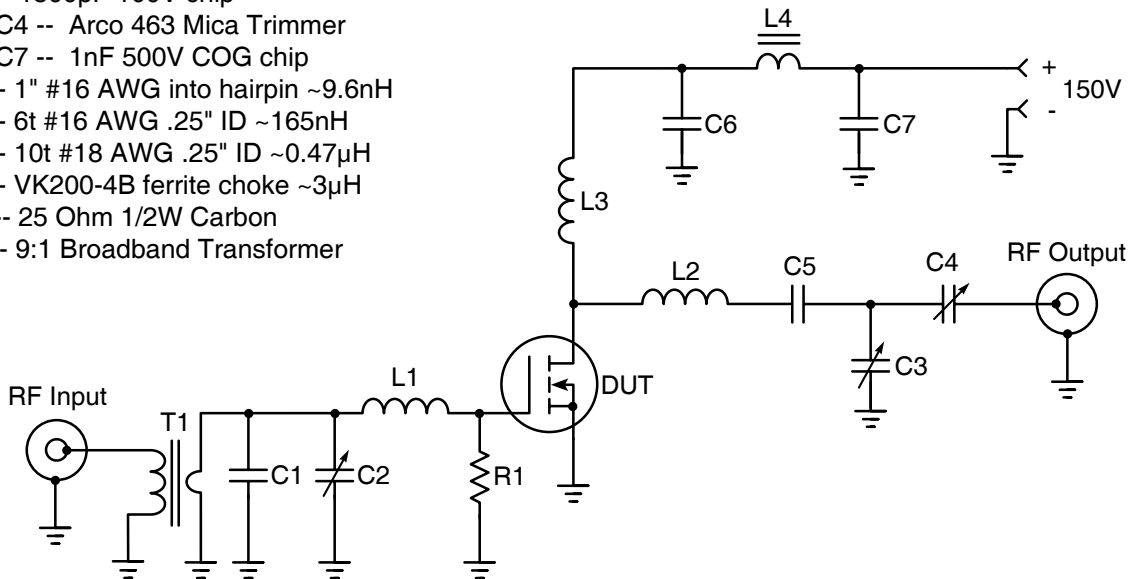 C4 -- Arco 463 Mica Trimmer
C7 -- 1nF 500V COG chip
- 1" #16 AWG into hairpin ~9.6nH
- 6t #16 AWG .25" ID ~165nH
- 10t #18 AWG .25" ID ~0.47µH
- VK200-4B ferrite choke ~3µH
-- 25 Ohm 1/2W Carbon
- 9:1 Broadband Transformer
L4
+
150V
-
C6
C7
L3
RF Output
L2
C5
C4
C3
DUT
L1
RF Input
T1
C1
C2
R1